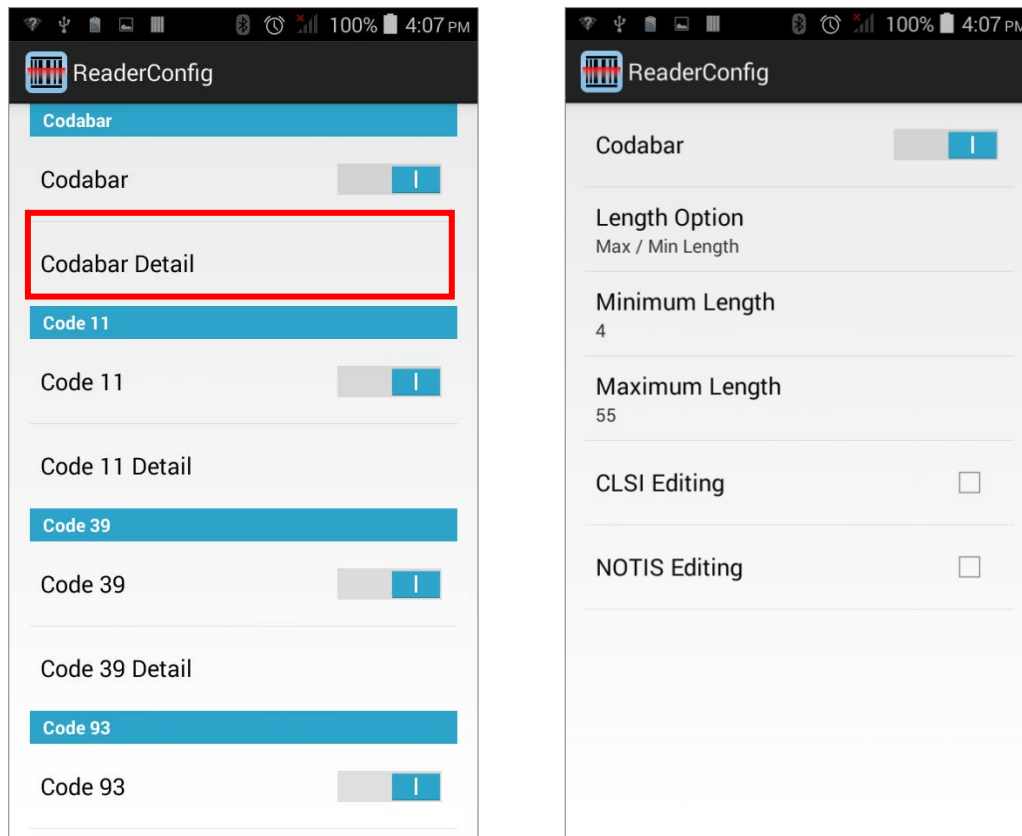 100% 4:07 PM
ReaderConfig
Codabar
Codabar
Codabar Detail
Code 11
Code 11
Code 11 Detail
Code 39
Code 39
Code 39 Detail
Code 93
Code 93
100% 4:07 PM
ReaderConfig
Codabar
Length Option
Max / Min Length
Minimum Length
4
Maximum Length
55
CLSI Editing
NOTIS Editing